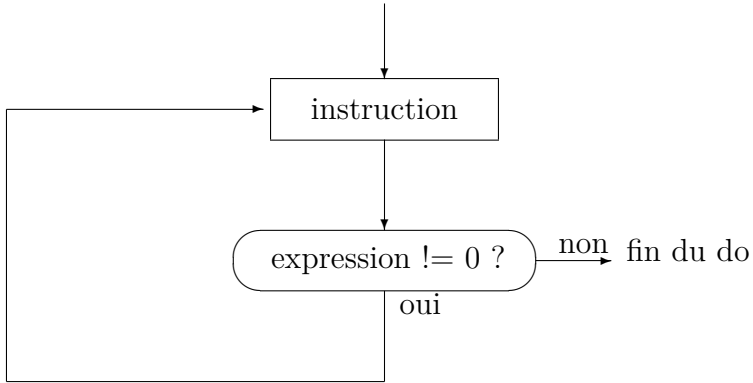 instruction
expression != 0 ? non fin du do
oui